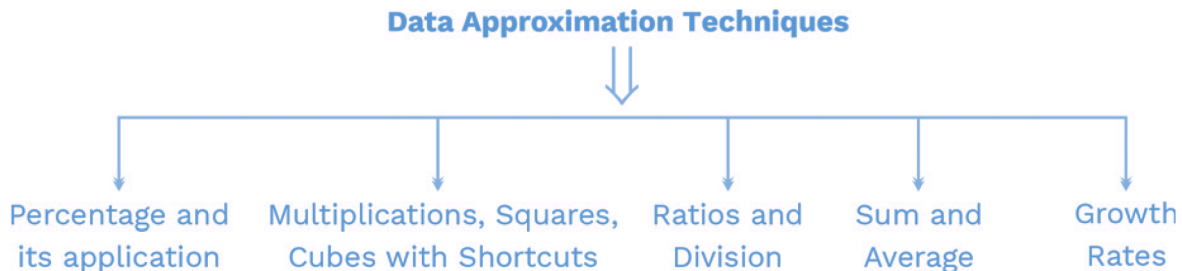 Data Approximation Techniques
Percentage and
its application
Multiplications, Squares,
Cubes with Shortcuts
Ratios and
Division
Sum and
Average
Growth
Rates